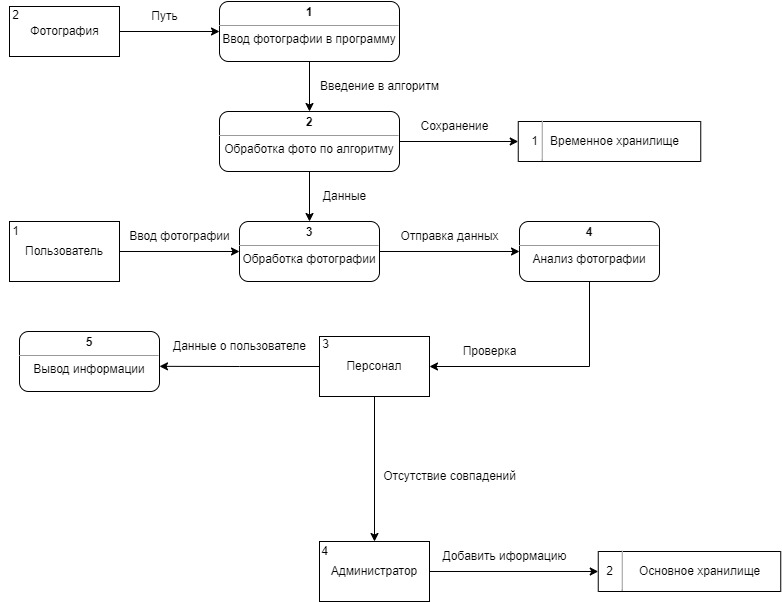 2
Фотография
Путь
1
Ввод фотографии в программу
Введение в алгоритм
2
Обработка фото по алгоритму
Сохранение
1
Временное хранилище
Данные
1
Пользователь
Ввод фотографии
3
Обработка фотографии
Отправка данных
4
Анализ фотографии
5
Вывод информации
Данные о пользователе
3
Персонал
Проверка
Отсутствие совпадений
4
Администратор
Добавить иформацию
2
Основное хранилище